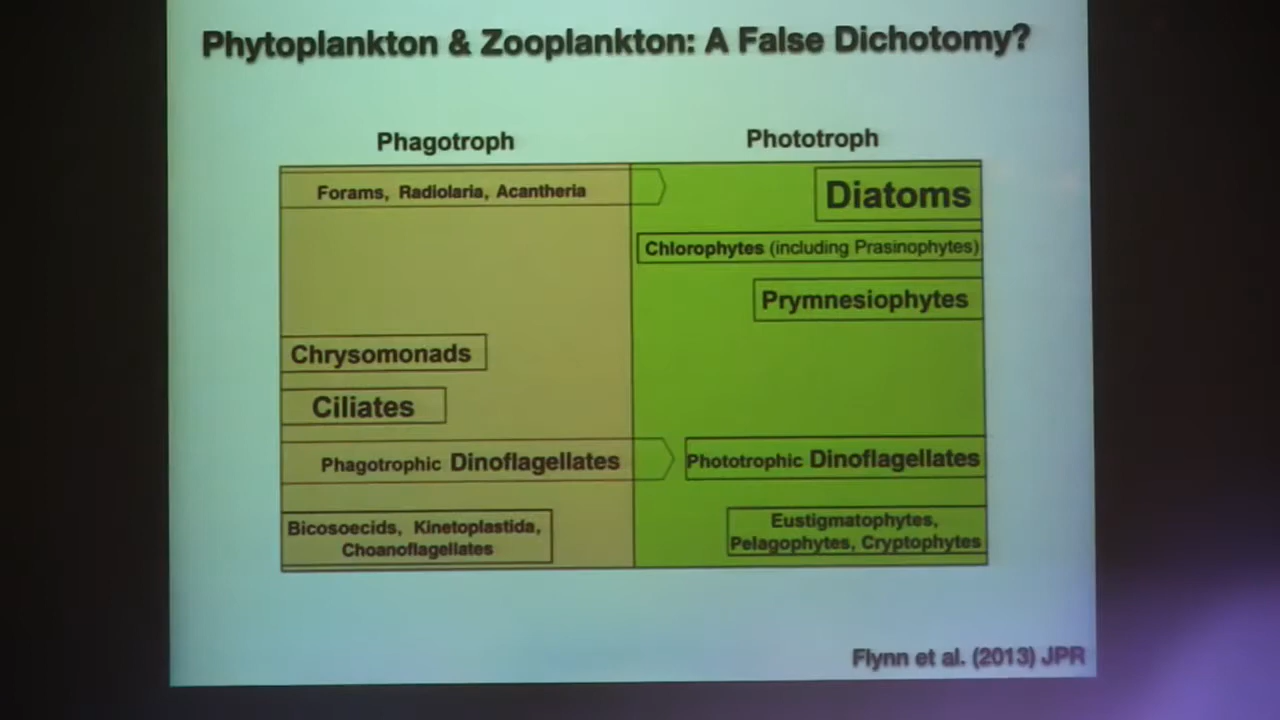 Phytoplankton & Zooplankton: A False Dichotomy?
Phagotroph
Phototroph
Forams, Radiolaria, Acantheria
Diatoms
Chlorophytes (including Prasinophytes)
Prymnesiophytes
Chrysomonads
Ciliates
Phagotrophic Dinoflagellates
Phototrophic Dinoflagellates
Bicosoecids, Kinetoplastida,
Choanoflagellates
Eustigmatophytes,
Pelagophytes, Cryptophytes
Flynn et al. (2013) JPR